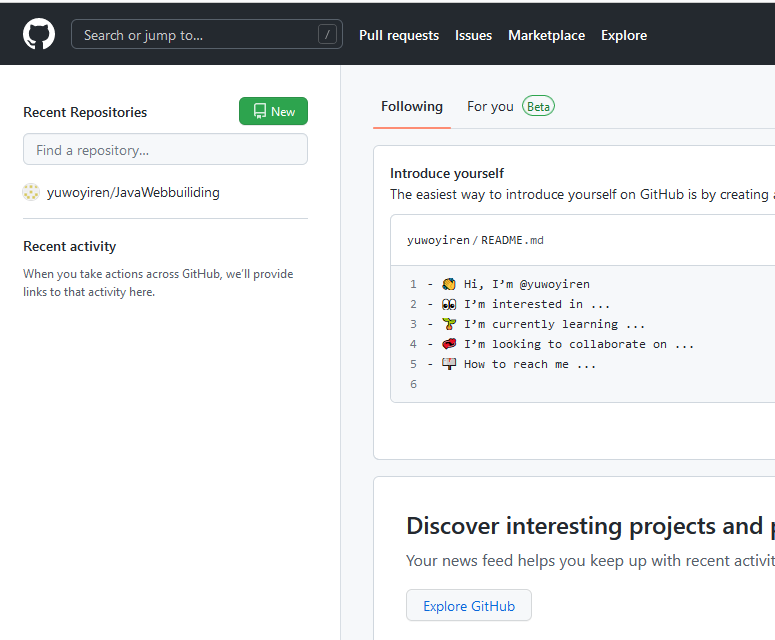 Search or jump to... /
Pull requests Issues Marketplace Explore
Recent Repositories
New
Find a repository...
yuwoyiren/JavaWebbuiliding
Recent activity
When you take actions across GitHub, we'll provide
links to that activity here.
Following For you Beta
Introduce yourself
The easiest way to introduce yourself on GitHub is by creating
yuwoyiren / README.md
1 - 👋 Hi, I'm @yuwoyiren
2 - 👀 I'm interested in ...
3 - 🌱 I'm currently learning ...
4 - 💞️ I'm looking to collaborate on ...
5 - 📫 How to reach me ...
6
Discover interesting projects and
Your news feed helps you keep up with recent
Explore GitHub